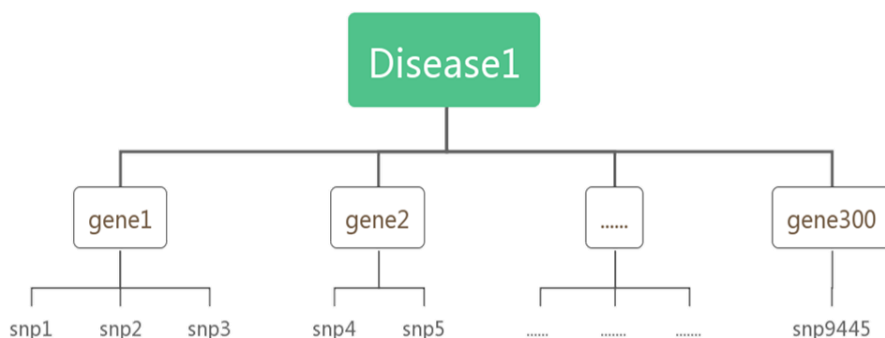 Disease1
gene1
gene2
......
gene300
snp1
snp2
snp3
snp4
snp5
......
.......
.......
snp9445